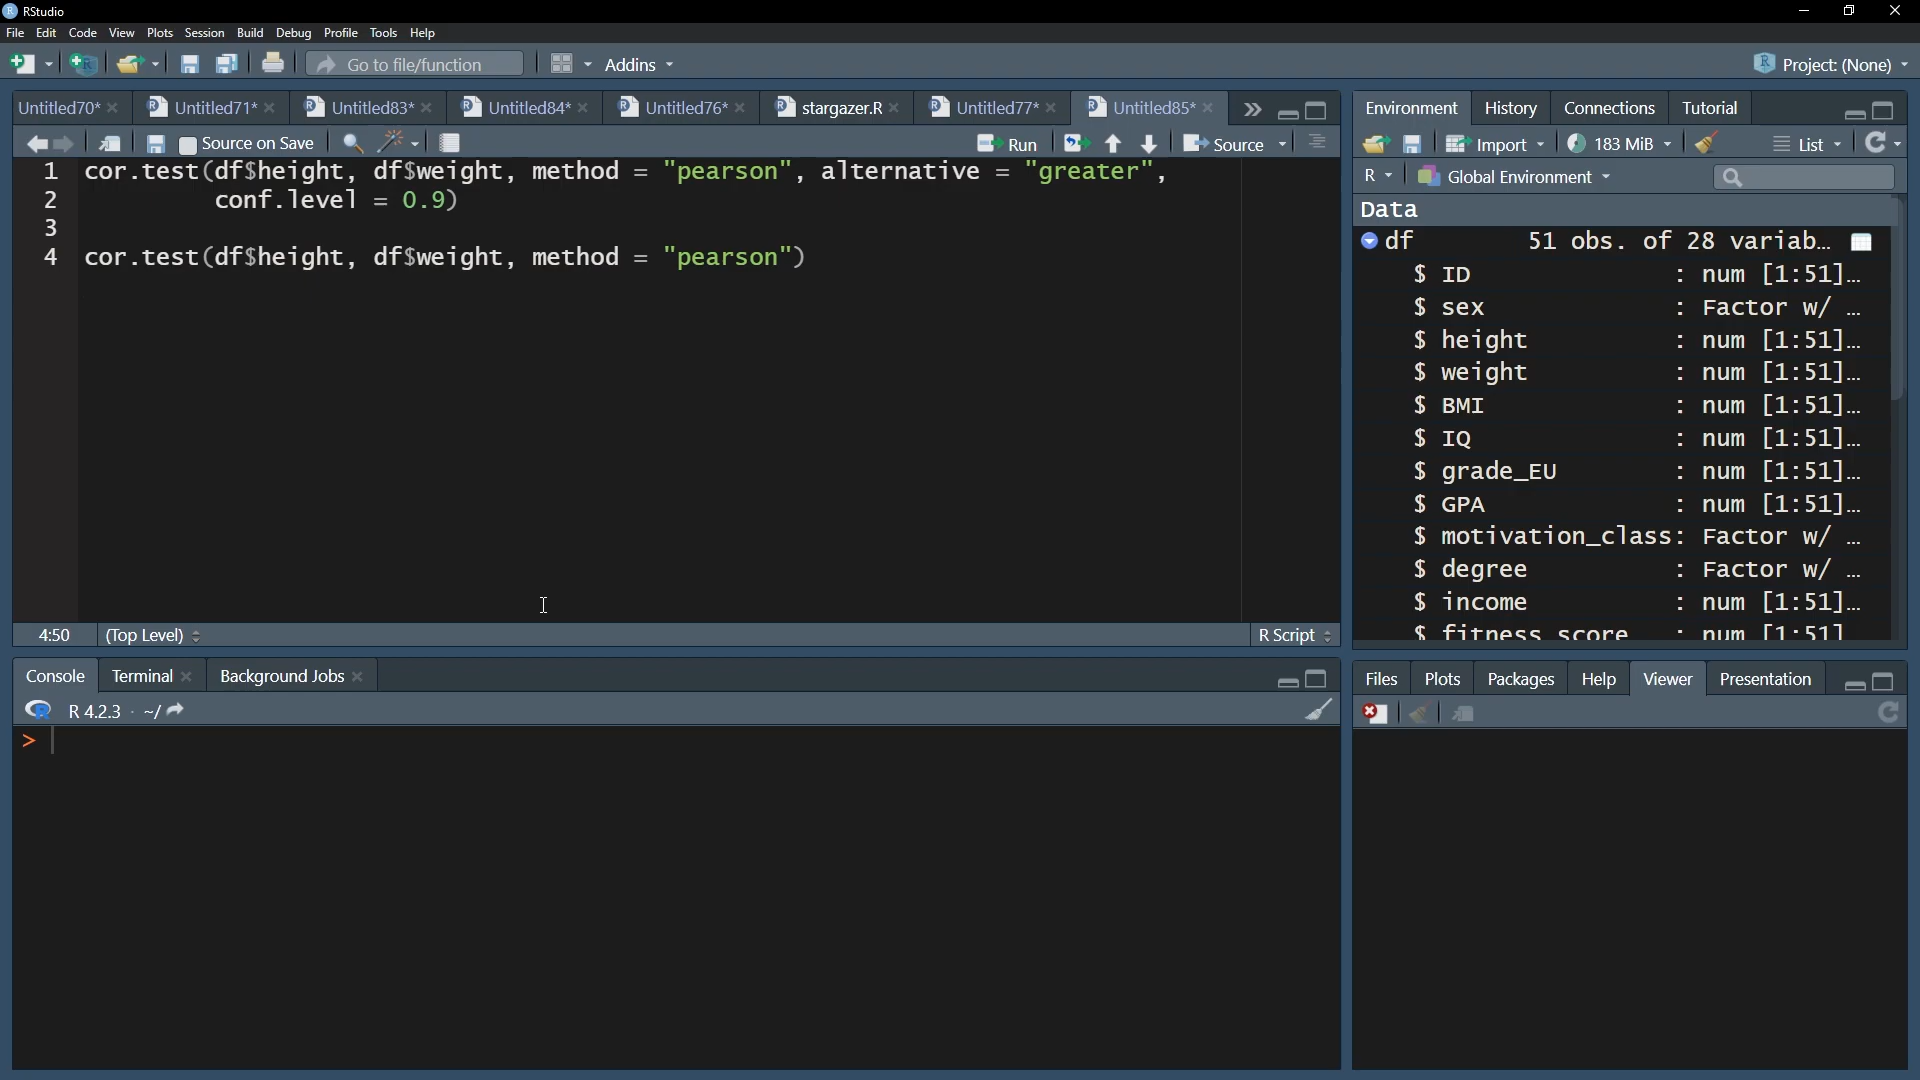 RStudio
File Edit Code View Plots Session Build Debug Profile Tools Help
Go to file/function Addins Project: (None)
Untitled70* Untitled71* Untitled83* Untitled84* Untitled76* stargazer.R Untitled77* Untitled85*
Source on Save Run Source
1 cor.test(df$height, df$weight, method = "pearson", alternative = "greater",
2 conf.level = 0.9)
3
4 cor.test(df$height, df$weight, method = "pearson")
4:50 (Top Level) R Script
Console Terminal Background Jobs
R 4.2.3 · ~/
>
Environment History Connections Tutorial
Import 183 MiB List
R Global Environment
Data
df 51 obs. of 28 variab…
$ ID : num [1:51]…
$ sex : Factor w/ …
$ height : num [1:51]…
$ weight : num [1:51]…
$ BMI : num [1:51]…
$ IQ : num [1:51]…
$ grade_EU : num [1:51]…
$ GPA : num [1:51]…
$ motivation_class: Factor w/ …
$ degree : Factor w/ …
$ income : num [1:51]…
$ fitness_score : num [1:51]
Files Plots Packages Help Viewer Presentation